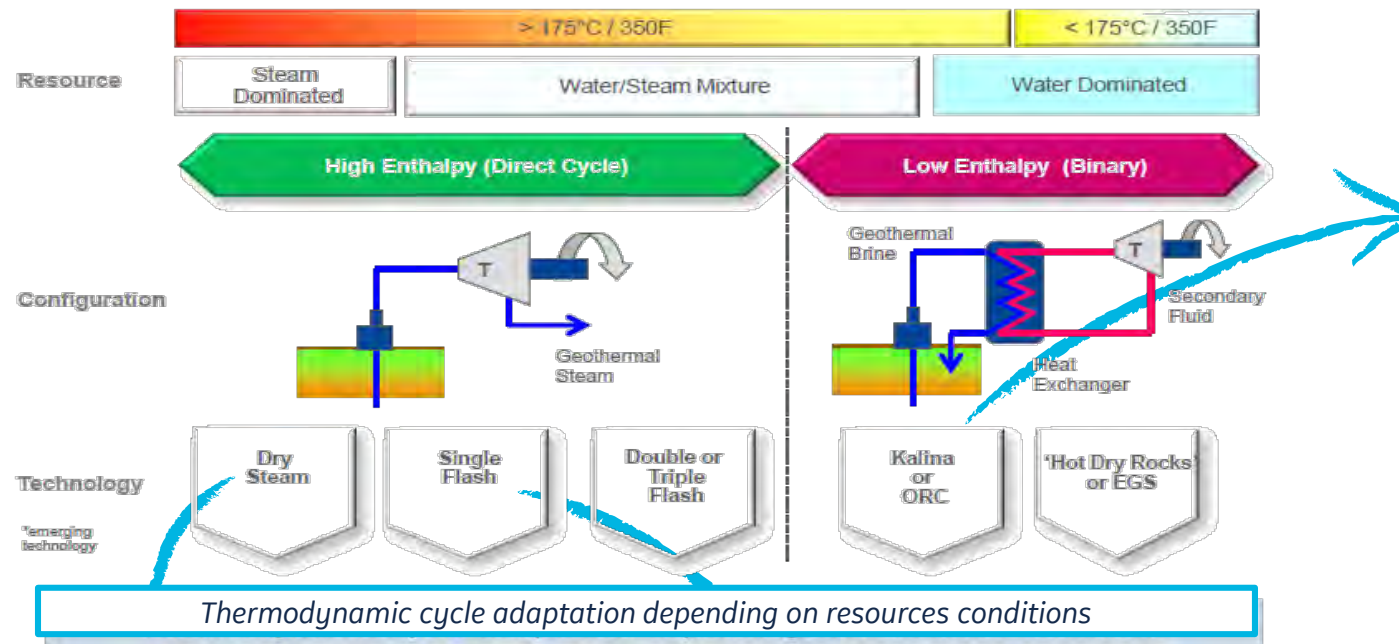 > 175°C / 350F
< 175°C / 350F
Resource
Steam
Dominated
Water/Steam Mixture
Water Dominated
High Enthalpy (Direct Cycle)
Low Enthalpy (Binary)
Configuration
T
Geothermal
Steam
Geothermal
Brine
T
Secondary
Fluid
Heat
Exchanger
Technology
*emerging
technology
Dry
Steam
Single
Flash
Double or
Triple
Flash
Kalina
or
ORC
'Hot Dry Rocks'
or EGS
Thermodynamic cycle adaptation depending on resources conditions